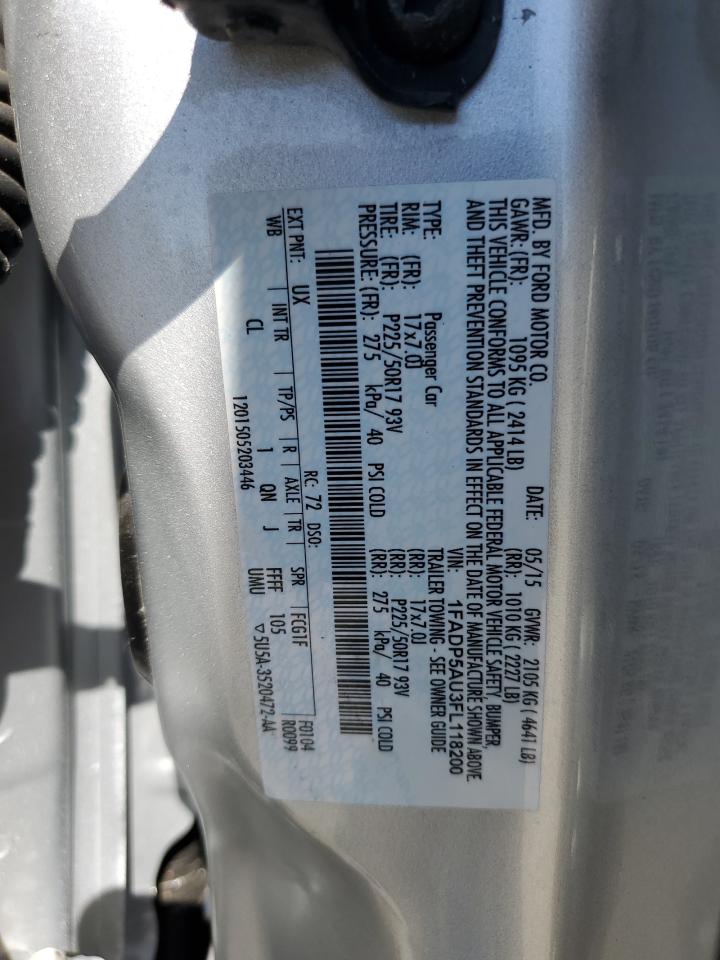 MFD. BY FORD MOTOR CO.
DATE: 05/15 GVWR: 2105 KG ( 4641 LB)
GAWR: (FR): 1095 KG ( 2414 LB) (RR): 1010 KG ( 2227 LB)
THIS VEHICLE CONFORMS TO ALL APPLICABLE FEDERAL MOTOR VEHICLE SAFETY, BUMPER,
AND THEFT PREVENTION STANDARDS IN EFFECT ON THE DATE OF MANUFACTURE SHOWN ABOVE.
VIN: 1FADP5AU3FL118200
TYPE: Passenger Car TRAILER TOWING - SEE OWNER GUIDE
RIM: (FR): 17x7.0J (RR): 17x7.0J
TIRE: (FR): P225/50R17 93V (RR): P225/50R17 93V
PRESSURE: (FR): 275 kPa/ 40 PSI COLD (RR): 275 kPa/ 40 PSI COLD
EXT PNT: UX RC: 72 DSO: FCG1F F0104
WB INT TR TP/PS R AXLE TR SPR R0099
CL 1 QN J FFFF 105
1201505203446 UMU ▽5U5A-3520472-AA